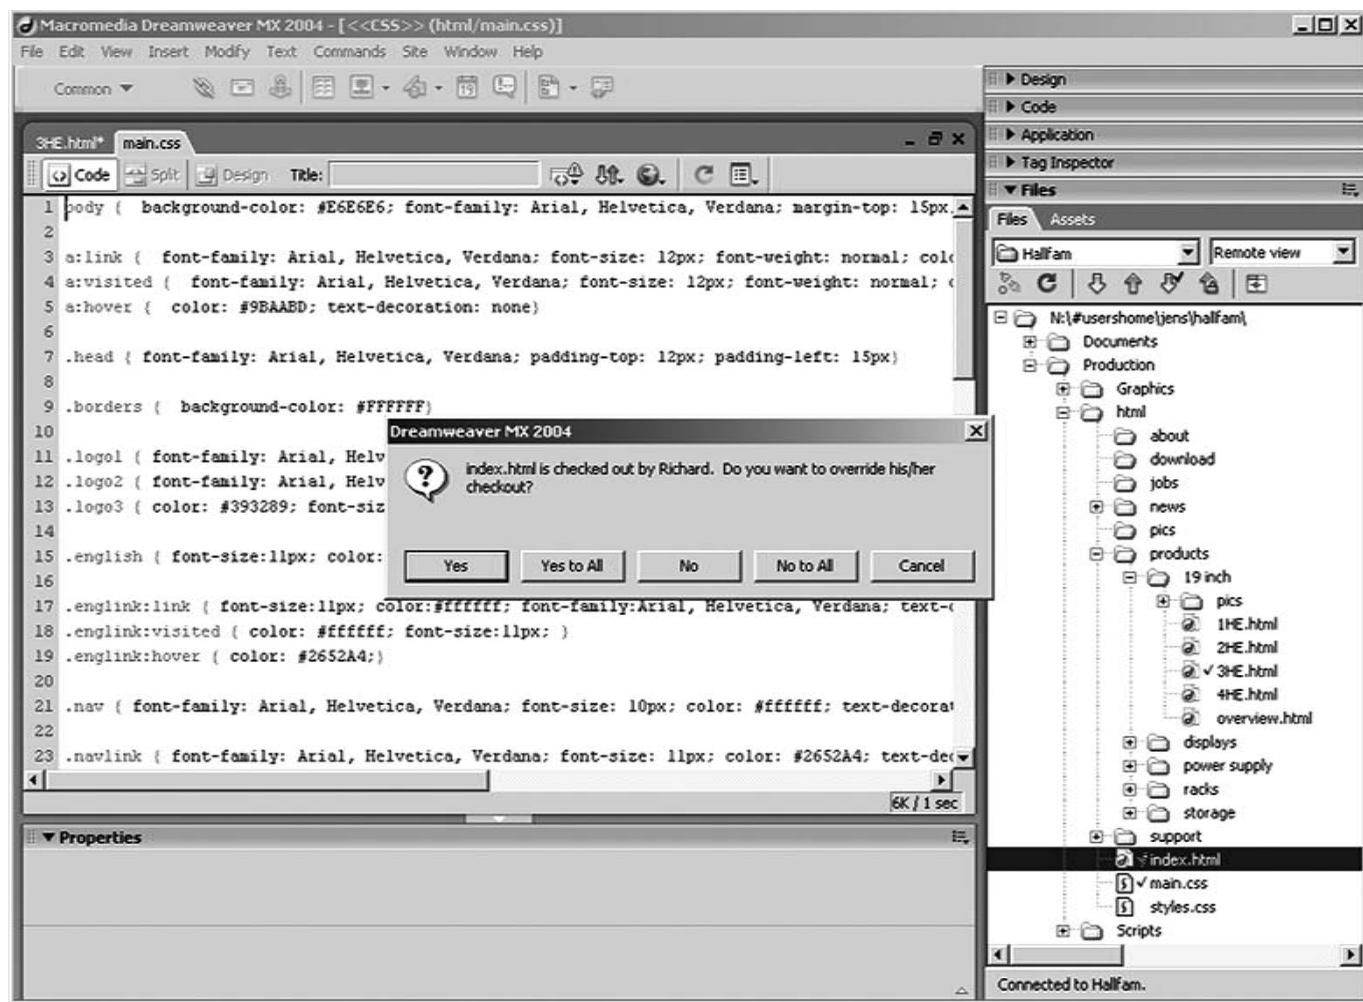 Macromedia Dreamweaver MX 2004 - [<<CSS>> (html/main.css)]
File Edit View Insert Modify Text Commands Site Window Help
Common
3HE.html* main.css
Code Split Design Title:
1 body { background-color: #E6E6E6; font-family: Arial, Helvetica, Verdana; margin-top: 15px
2
3 a:link { font-family: Arial, Helvetica, Verdana; font-size: 12px; font-weight: normal; colo
4 a:visited { font-family: Arial, Helvetica, Verdana; font-size: 12px; font-weight: normal; c
5 a:hover { color: #9BAABD; text-decoration: none}
6
7 .head { font-family: Arial, Helvetica, Verdana; padding-top: 12px; padding-left: 15px}
8
9 .borders { background-color: #FFFFFF}
10
11 .logo1 { font-family: Arial, Helv
12 .logo2 { font-family: Arial, Helv
13 .logo3 { color: #393289; font-siz
14
15 .english { font-size:11px; color:
16
17 .englink:link { font-size:11px; color:#ffffff; font-family:Arial, Helvetica, Verdana; text-
18 .englink:visited { color: #ffffff; font-size:11px; }
19 .englink:hover { color: #2652A4;}
20
21 .nav { font-family: Arial, Helvetica, Verdana; font-size: 10px; color: #ffffff; text-decorat
22
23 .navlink { font-family: Arial, Helvetica, Verdana; font-size: 11px; color: #2652A4; text-dec
6K / 1 sec
Properties
Dreamweaver MX 2004
index.html is checked out by Richard. Do you want to override his/her
checkout?
Yes Yes to All No No to All Cancel
Design
Code
Application
Tag Inspector
Files
Files Assets
Hallfam Remote view
N:\#usershome\jens\hallfam\
Documents
Production
Graphics
html
about
download
jobs
news
pics
products
19 inch
pics
1HE.html
2HE.html
3HE.html
4HE.html
overview.html
displays
power supply
racks
storage
support
index.html
main.css
styles.css
Scripts
Connected to Hallfam.